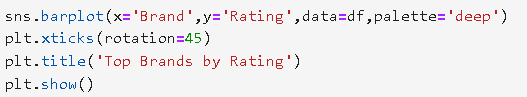 sns.barplot(x='Brand',y='Rating',data=df,palette='deep')
plt.xticks(rotation=45)
plt.title('Top Brands by Rating')
plt.show()